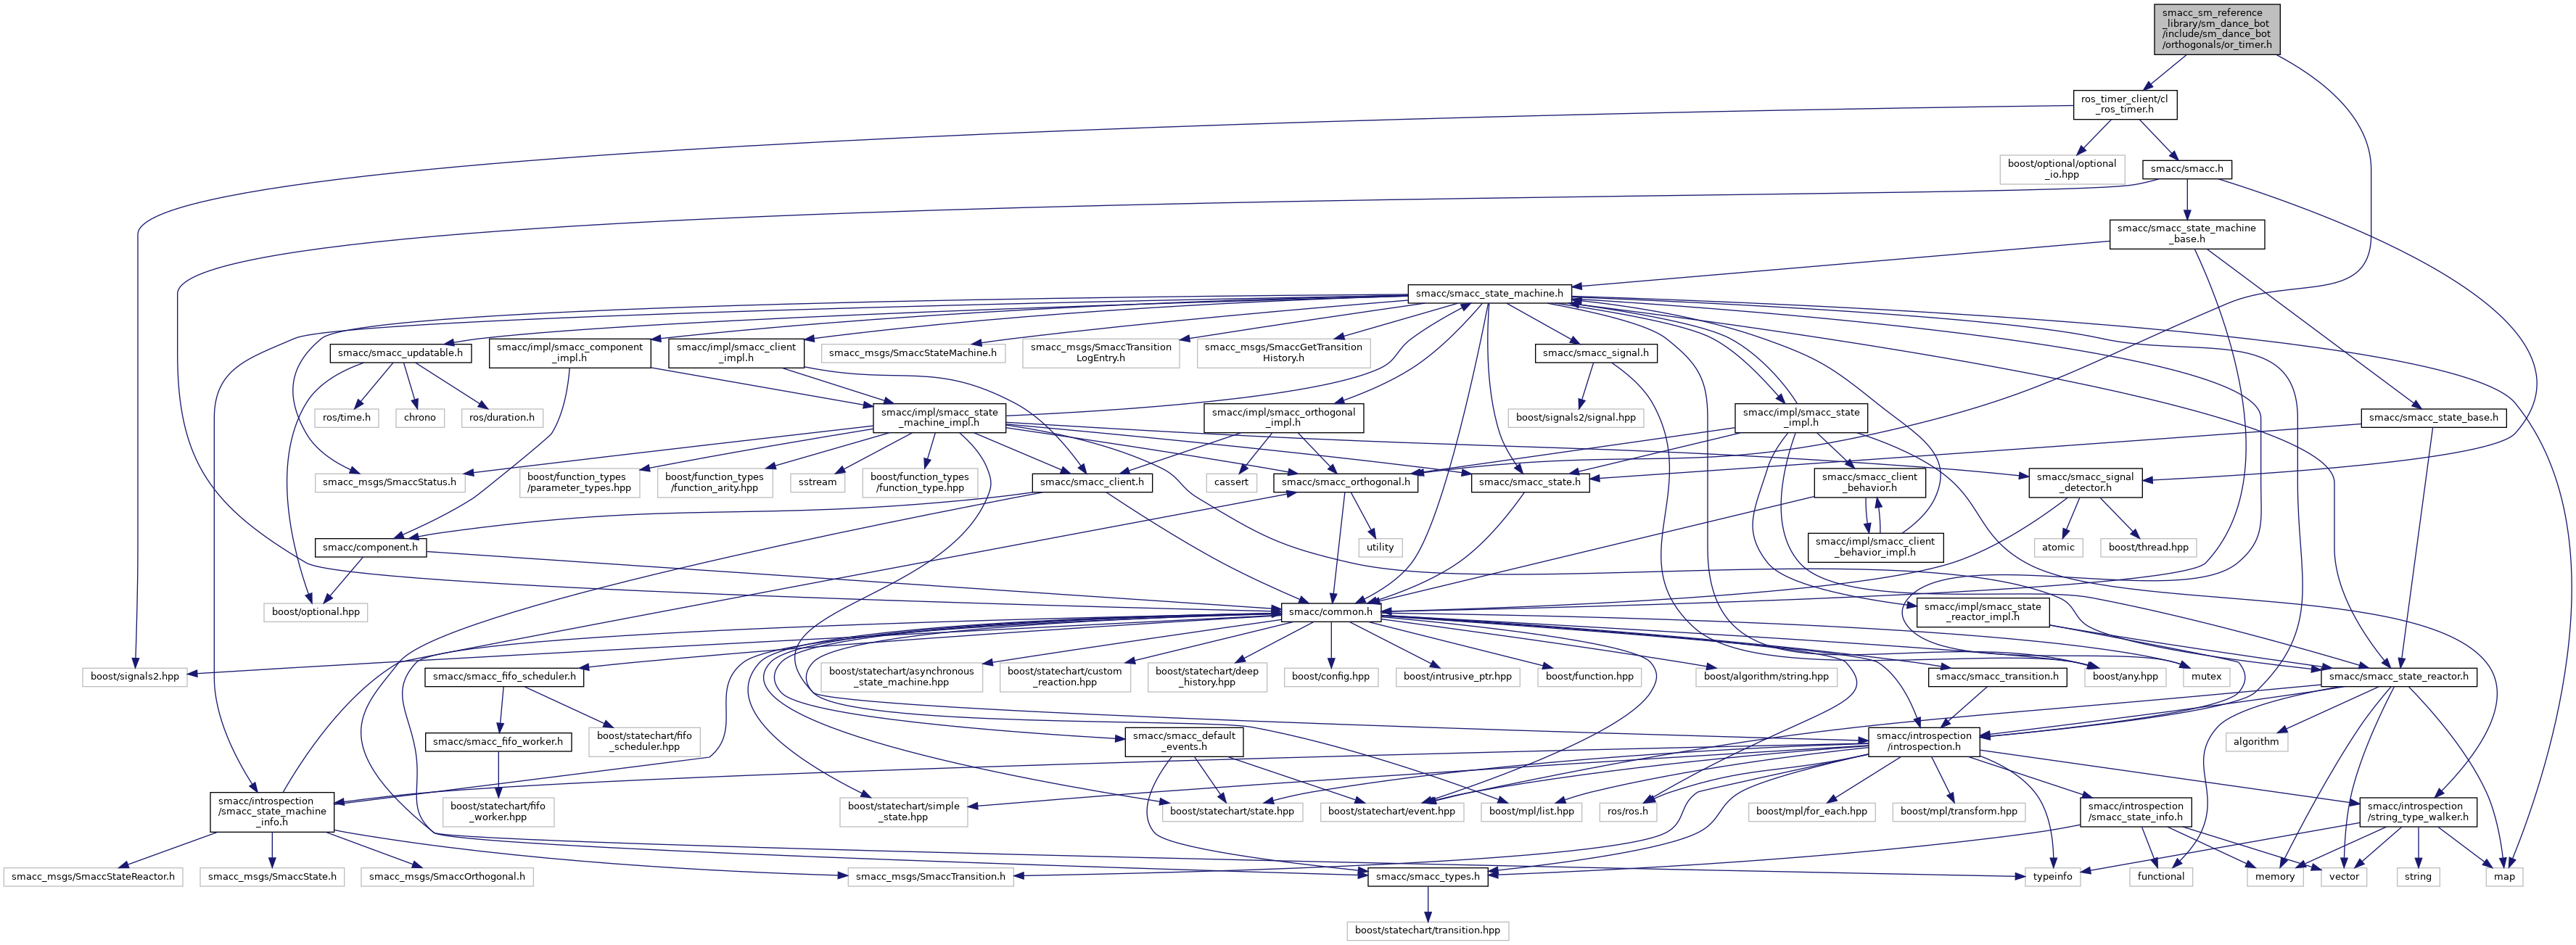 smacc_sm_reference
_library/sm_dance_bot
/include/sm_dance_bot
/orthogonals/or_timer.h
ros_timer_client/cl
_ros_timer.h
boost/optional/optional
_io.hpp
smacc/smacc.h
smacc/smacc_state_machine
_base.h
smacc/smacc_state_machine.h
smacc/smacc_updatable.h
smacc/impl/smacc_component
_impl.h
smacc/impl/smacc_client
_impl.h
smacc_msgs/SmaccStateMachine.h
smacc_msgs/SmaccTransition
LogEntry.h
smacc_msgs/SmaccGetTransition
History.h
smacc/smacc_signal.h
ros/time.h
chrono
ros/duration.h
smacc/impl/smacc_state
_machine_impl.h
smacc/impl/smacc_orthogonal
_impl.h
boost/signals2/signal.hpp
smacc/impl/smacc_state
_impl.h
smacc/smacc_state_base.h
smacc_msgs/SmaccStatus.h
boost/function_types
/parameter_types.hpp
boost/function_types
/function_arity.hpp
sstream
boost/function_types
/function_type.hpp
smacc/smacc_client.h
cassert
smacc/smacc_orthogonal.h
smacc/smacc_state.h
smacc/smacc_client
_behavior.h
smacc/smacc_signal
_detector.h
smacc/component.h
utility
smacc/impl/smacc_client
_behavior_impl.h
atomic
boost/thread.hpp
boost/optional.hpp
smacc/common.h
smacc/impl/smacc_state
_reactor_impl.h
boost/signals2.hpp
smacc/smacc_fifo_scheduler.h
boost/statechart/asynchronous
_state_machine.hpp
boost/statechart/custom
_reaction.hpp
boost/statechart/deep
_history.hpp
boost/config.hpp
boost/intrusive_ptr.hpp
boost/function.hpp
boost/algorithm/string.hpp
smacc/smacc_transition.h
boost/any.hpp
mutex
smacc/smacc_state_reactor.h
smacc/smacc_fifo_worker.h
boost/statechart/fifo
_scheduler.hpp
smacc/smacc_default
_events.h
smacc/introspection
/introspection.h
algorithm
smacc/introspection
/smacc_state_machine
_info.h
boost/statechart/fifo
_worker.hpp
boost/statechart/simple
_state.hpp
boost/statechart/state.hpp
boost/statechart/event.hpp
boost/mpl/list.hpp
ros/ros.h
boost/mpl/for_each.hpp
boost/mpl/transform.hpp
smacc/introspection
/smacc_state_info.h
smacc/introspection
/string_type_walker.h
smacc_msgs/SmaccStateReactor.h
smacc_msgs/SmaccState.h
smacc_msgs/SmaccOrthogonal.h
smacc_msgs/SmaccTransition.h
smacc/smacc_types.h
typeinfo
functional
memory
vector
string
map
boost/statechart/transition.hpp